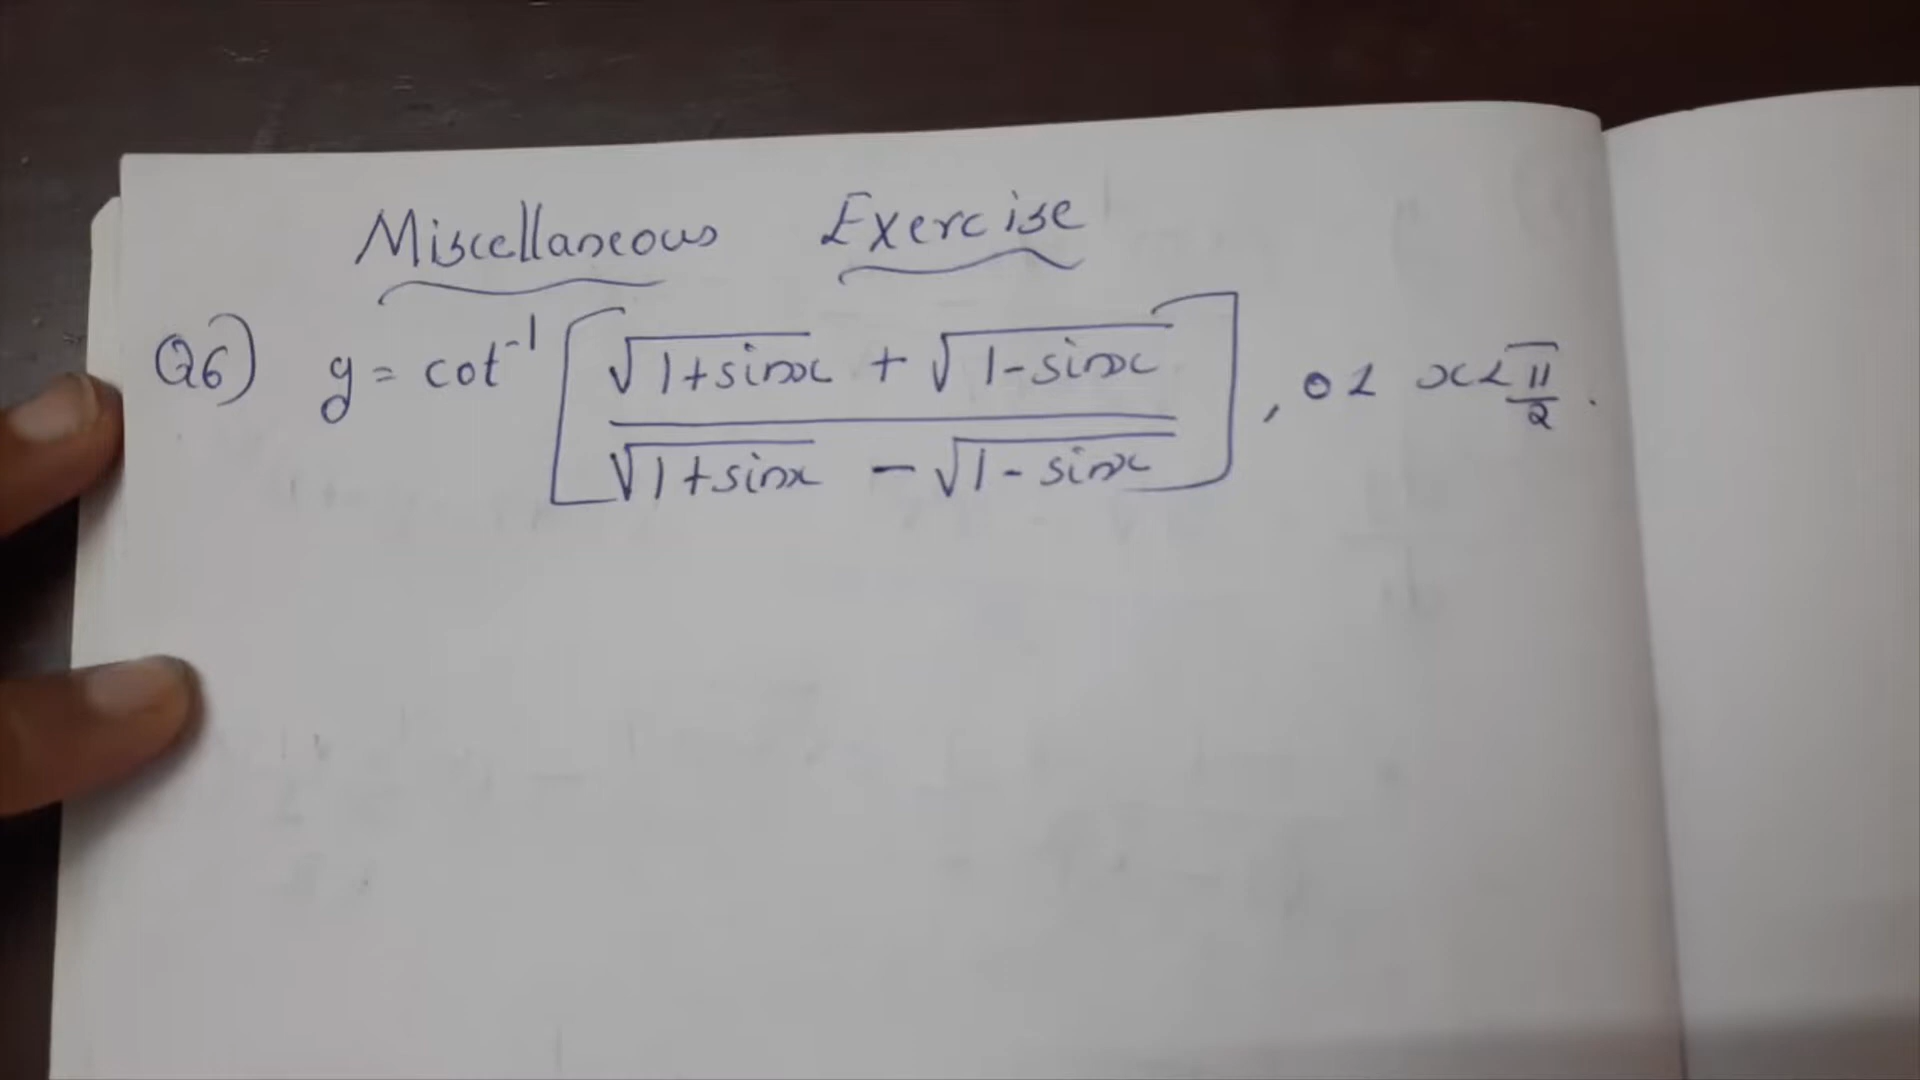 Miscellaneous Exercise
Q6) y = cot⁻¹ [ (√(1+sinx) + √(1-sinx)) / (√(1+sinx) - √(1-sinx)) ], 0 < x < π/2.